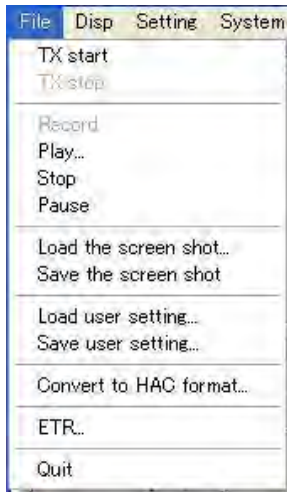 File Disp Setting System
TX start
TX stop
Record
Play...
Stop
Pause
Load the screen shot...
Save the screen shot
Load user setting...
Save user setting...
Convert to HAC format...
ETR...
Quit